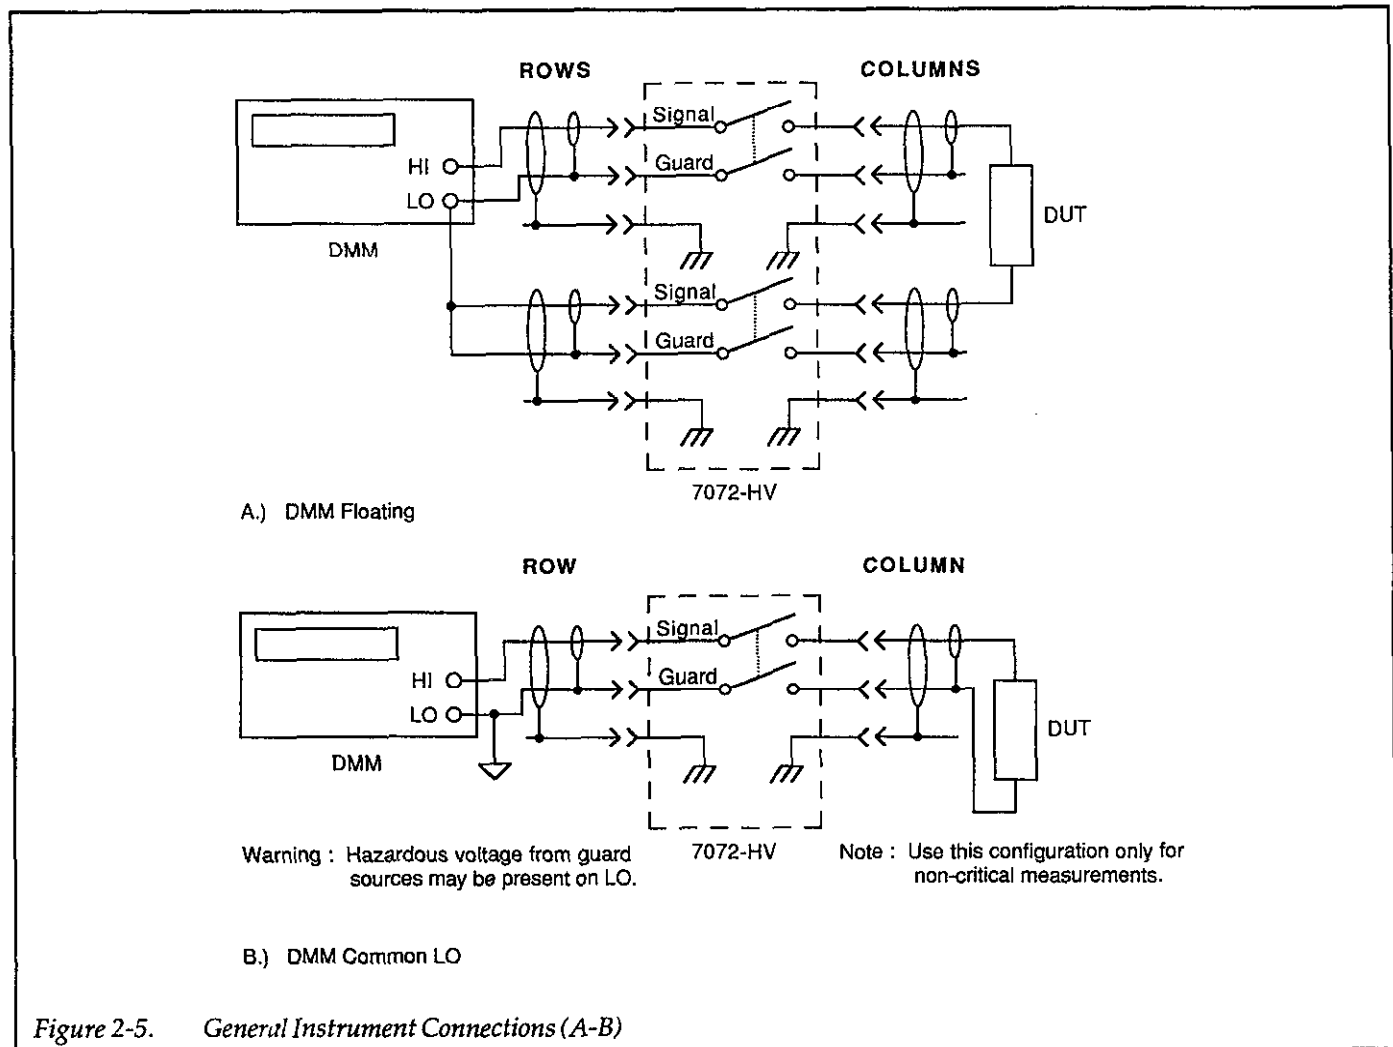 ROWS
COLUMNS
Signal
HI
Guard
LO
DUT
DMM
Signal
Guard
7072-HV
A.) DMM Floating
ROW
COLUMN
Signal
HI
Guard
LO
DUT
DMM
Warning : Hazardous voltage from guard
sources may be present on LO.
7072-HV
Note : Use this configuration only for
non-critical measurements.
B.) DMM Common LO
Figure 2-5. General Instrument Connections (A-B)